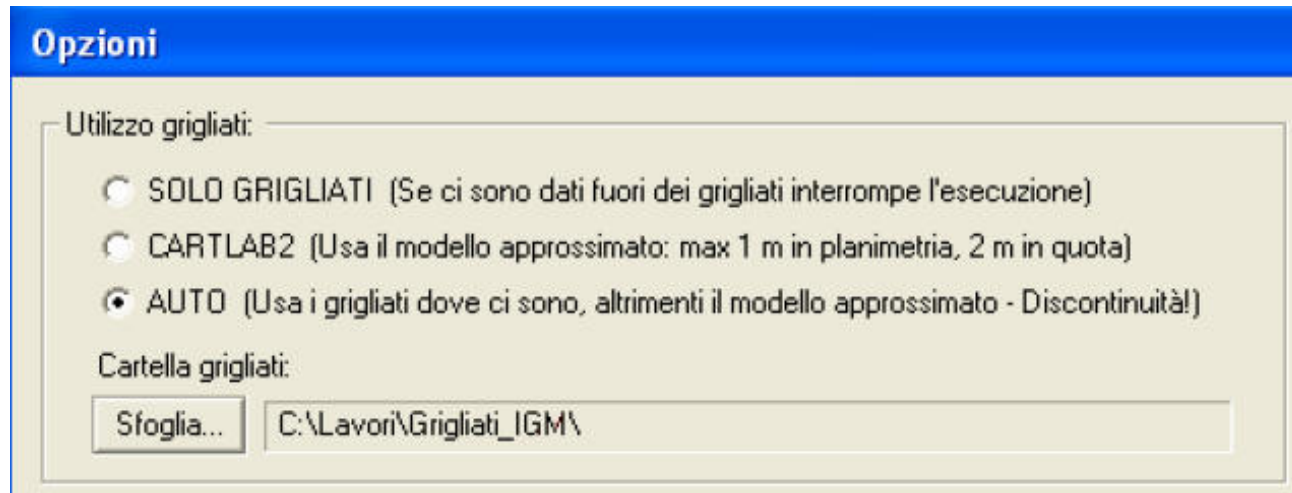 Opzioni
Utilizzo grigliati:
SOLO GRIGLIATI (Se ci sono dati fuori dei grigliati interrompe l'esecuzione)
CARTLAB2 (Usa il modello approssimato: max 1 m in planimetria, 2 m in quota)
AUTO (Usa i grigliati dove ci sono, altrimenti il modello approssimato - Discontinuità!)
Cartella grigliati:
Sfoglia... C:\Lavori\Grigliati_IGM\